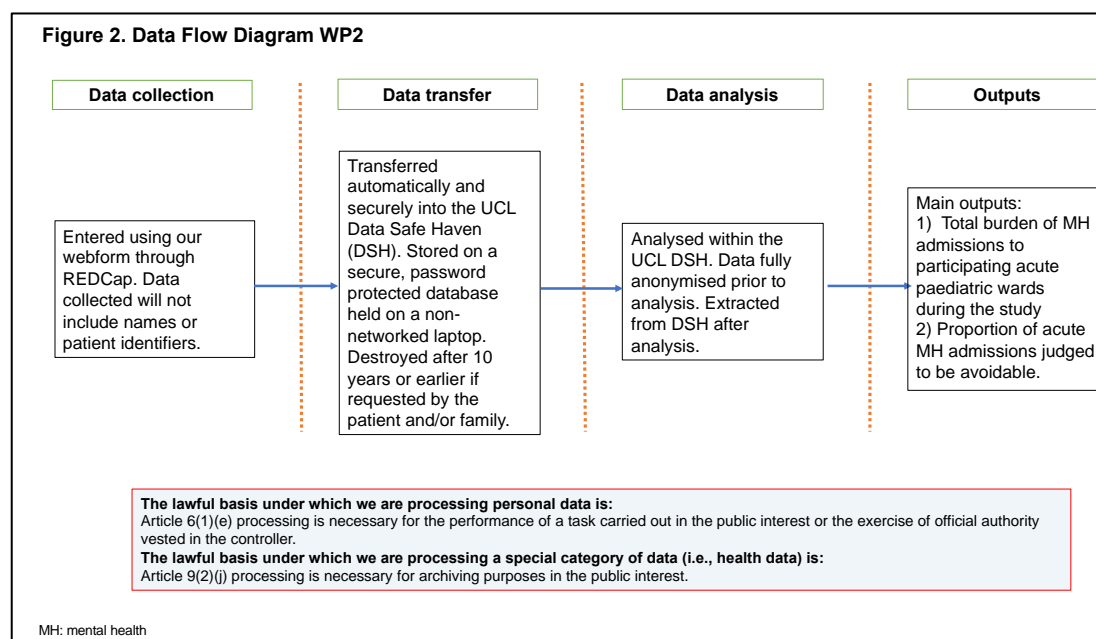 Figure 2. Data Flow Diagram WP2
Data collection
Data transfer
Data analysis
Outputs
Entered using our
webform through
REDCap. Data
collected will not
include names or
patient identifiers.
Transferred
automatically and
securely into the UCL
Data Safe Haven
(DSH). Stored on a
secure, password
protected database
held on a non-
networked laptop.
Destroyed after 10
years or earlier if
requested by the
patient and/or family.
Analysed within the
UCL DSH. Data fully
anonymised prior to
analysis. Extracted
from DSH after
analysis.
Main outputs:
1) Total burden of MH
admissions to
participating acute
paediatric wards
during the study
2) Proportion of acute
MH admissions judged
to be avoidable.
The lawful basis under which we are processing personal data is:
Article 6(1)(e) processing is necessary for the performance of a task carried out in the public interest or the exercise of official authority
vested in the controller.
The lawful basis under which we are processing a special category of data (i.e., health data) is:
Article 9(2)(j) processing is necessary for archiving purposes in the public interest.
MH: mental health